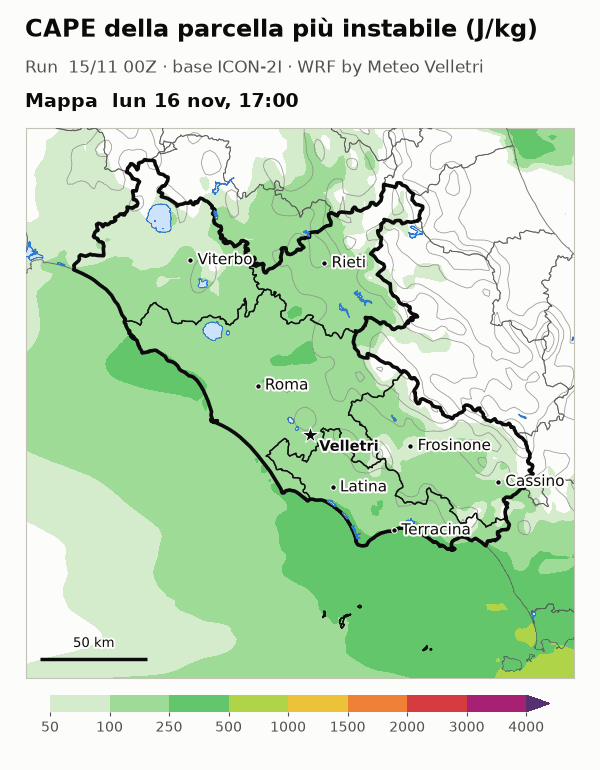 CAPE della parcella più instabile (J/kg)
Run  15/11 00Z · base ICON-2I · WRF by Meteo Velletri
Mappa  lun 16 nov, 17:00
Viterbo
Rieti
Roma
Velletri
Frosinone
Cassino
Latina
Terracina
50 km
50 100 250 500 1000 1500 2000 3000 4000